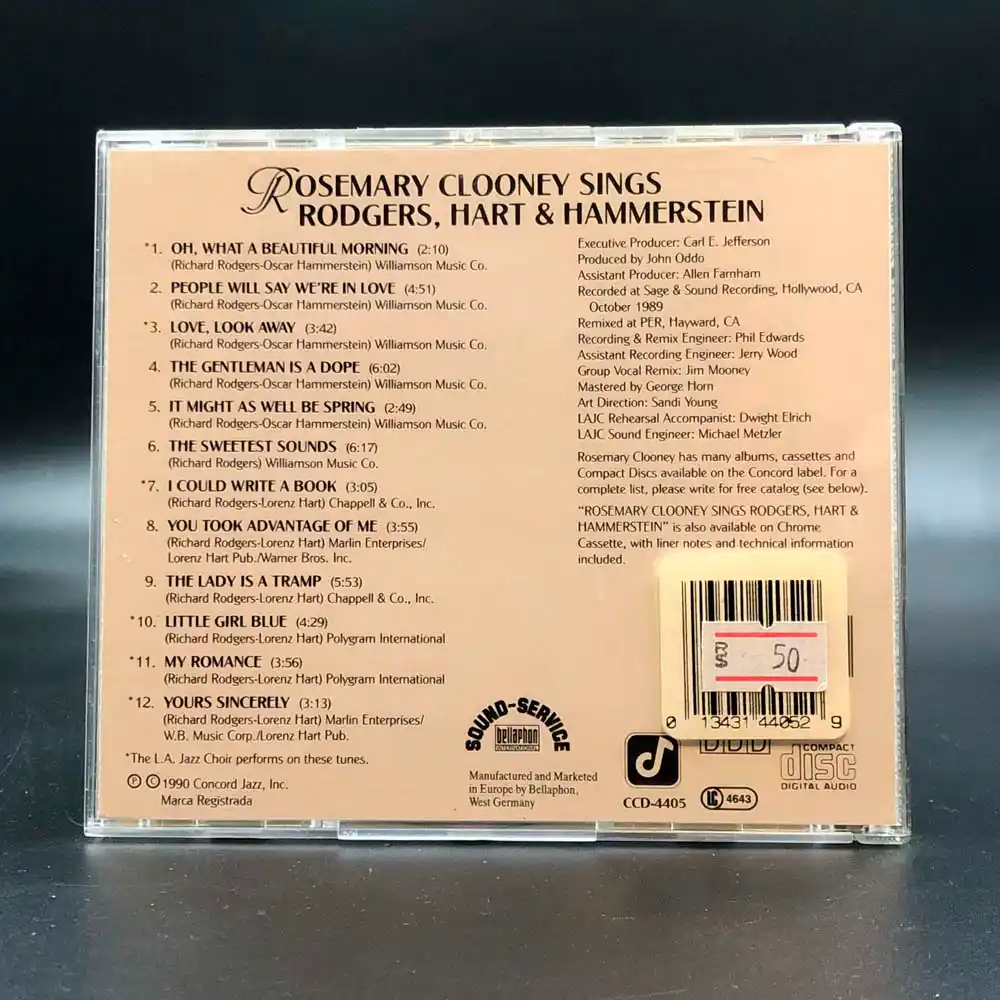 ROSEMARY CLOONEY SINGS
RODGERS, HART & HAMMERSTEIN
*1. OH, WHAT A BEAUTIFUL MORNING (2:10)
(Richard Rodgers-Oscar Hammerstein) Williamson Music Co.
2. PEOPLE WILL SAY WE'RE IN LOVE (4:51)
(Richard Rodgers-Oscar Hammerstein) Williamson Music Co.
*3. LOVE, LOOK AWAY (3:42)
(Richard Rodgers-Oscar Hammerstein) Williamson Music Co.
4. THE GENTLEMAN IS A DOPE (6:02)
(Richard Rodgers-Oscar Hammerstein) Williamson Music Co.
5. IT MIGHT AS WELL BE SPRING (2:49)
(Richard Rodgers-Oscar Hammerstein) Williamson Music Co.
6. THE SWEETEST SOUNDS (6:17)
(Richard Rodgers) Williamson Music Co.
*7. I COULD WRITE A BOOK (3:05)
(Richard Rodgers-Lorenz Hart) Chappell & Co., Inc.
8. YOU TOOK ADVANTAGE OF ME (3:55)
(Richard Rodgers-Lorenz Hart) Marlin Enterprises/
Lorenz Hart Pub./Warner Bros. Inc.
9. THE LADY IS A TRAMP (5:53)
(Richard Rodgers-Lorenz Hart) Chappell & Co., Inc.
*10. LITTLE GIRL BLUE (4:29)
(Richard Rodgers-Lorenz Hart) Polygram International
*11. MY ROMANCE (3:56)
(Richard Rodgers-Lorenz Hart) Polygram International
*12. YOURS SINCERELY (3:13)
(Richard Rodgers-Lorenz Hart) Marlin Enterprises/
W.B. Music Corp./Lorenz Hart Pub.
*The L.A. Jazz Choir performs on these tunes.
℗ © 1990 Concord Jazz, Inc.
Marca Registrada
Executive Producer: Carl E. Jefferson
Produced by John Oddo
Assistant Producer: Allen Farnham
Recorded at Sage & Sound Recording, Hollywood, CA
October 1989
Remixed at PER, Hayward, CA
Recording & Remix Engineer: Phil Edwards
Assistant Recording Engineer: Jerry Wood
Group Vocal Remix: Jim Mooney
Mastered by George Horn
Art Direction: Sandi Young
LAJC Rehearsal Accompanist: Dwight Elrich
LAJC Sound Engineer: Michael Metzler
Rosemary Clooney has many albums, cassettes and
Compact Discs available on the Concord label. For a
complete list, please write for free catalog (see below).
"ROSEMARY CLOONEY SINGS RODGERS, HART &
HAMMERSTEIN" is also available on Chrome
Cassette, with liner notes and technical information
included.
RS 50
0 13431 44052 9
SOUND-SERVICE
bellaphon
INTERNATIONAL
Manufactured and Marketed
in Europe by Bellaphon,
West Germany
CCD-4405
LC 4643
DDD
COMPACT
disc
DIGITAL AUDIO